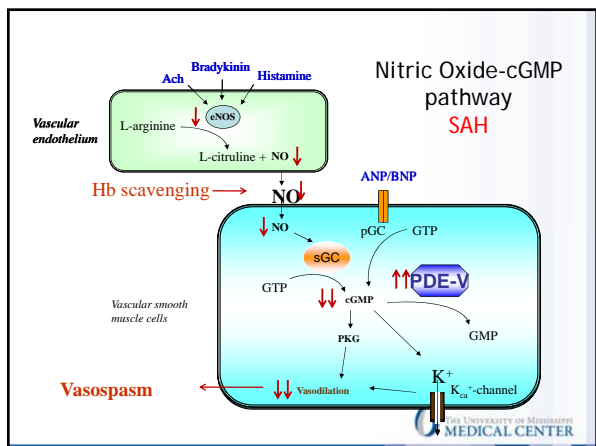 Nitric Oxide-cGMP
pathway
SAH
Bradykinin
Ach
Histamine
eNOS
Vascular
endothelium
L-arginine
L-citruline + NO
Hb scavenging
NO
ANP/BNP
NO
pGC
GTP
sGC
GTP
cGMP
PDE-V
GMP
Vascular smooth
muscle cells
PKG
K+
Kca+-channel
Vasospasm
Vasodilation
THE UNIVERSITY OF MISSISSIPPI
MEDICAL CENTER